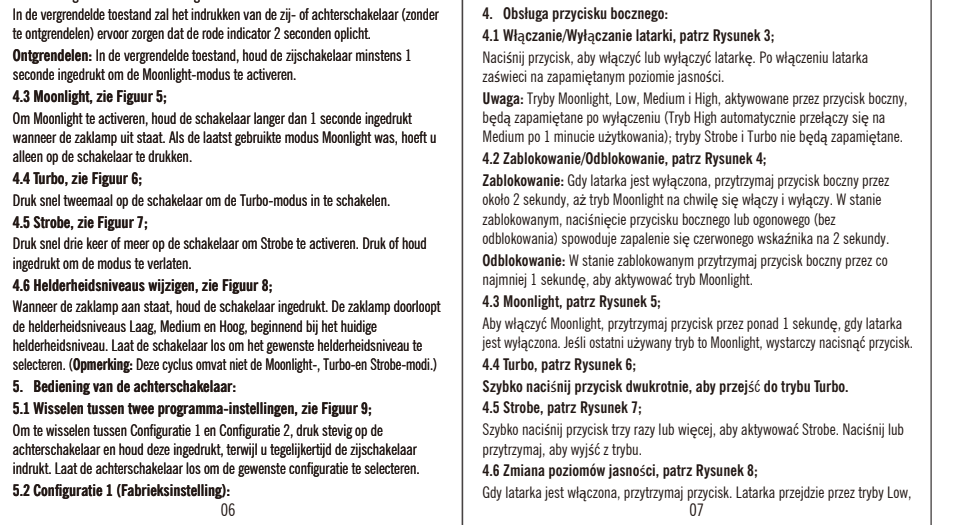 In de vergrendelde toestand zal het indrukken van de zij- of achterschakelaar (zonder
te ontgrendelen) ervoor zorgen dat de rode indicator 2 seconden oplicht.
Ontgrendelen: In de vergrendelde toestand, houd de zijschakelaar minstens 1
seconde ingedrukt om de Moonlight-modus te activeren.
4.3 Moonlight, zie Figuur 5;
Om Moonlight te activeren, houd de schakelaar langer dan 1 seconde ingedrukt
wanneer de zaklamp uit staat. Als de laatst gebruikte modus Moonlight was, hoeft u
alleen op de schakelaar te drukken.
4.4 Turbo, zie Figuur 6;
Druk snel tweemaal op de schakelaar om de Turbo-modus in te schakelen.
4.5 Strobe, zie Figuur 7;
Druk snel drie keer of meer op de schakelaar om Strobe te activeren. Druk of houd
ingedrukt om de modus te verlaten.
4.6 Helderheidsniveaus wijzigen, zie Figuur 8;
Wanneer de zaklamp aan staat, houd de schakelaar ingedrukt. De zaklamp doorloopt
de helderheidsniveaus Laag, Medium en Hoog, beginnend bij het huidige
helderheidsniveau. Laat de schakelaar los om het gewenste helderheidsniveau te
selecteren. (Opmerking: Deze cyclus omvat niet de Moonlight-, Turbo-en Strobe-modi.)
5. Bediening van de achterschakelaar:
5.1 Wisselen tussen twee programma-instellingen, zie Figuur 9;
Om te wisselen tussen Configuratie 1 en Configuratie 2, druk stevig op de
achterschakelaar en houd deze ingedrukt, terwijl u tegelijkertijd de zijschakelaar
indrukt. Laat de achterschakelaar los om de gewenste configuratie te selecteren.
5.2 Configuratie 1 (Fabrieksinstelling):
06
4. Obsługa przycisku bocznego:
4.1 Włączanie/Wyłączanie latarki, patrz Rysunek 3;
Naciśnij przycisk, aby włączyć lub wyłączyć latarkę. Po włączeniu latarka
zaświeci na zapamiętanym poziomie jasności.
Uwaga: Tryby Moonlight, Low, Medium i High, aktywowane przez przycisk boczny,
będą zapamiętane po wyłączeniu (Tryb High automatycznie przełączy się na
Medium po 1 minucie użytkowania); tryby Strobe i Turbo nie będą zapamiętane.
4.2 Zablokowanie/Odblokowanie, patrz Rysunek 4;
Zablokowanie: Gdy latarka jest wyłączona, przytrzymaj przycisk boczny przez
około 2 sekundy, aż tryb Moonlight na chwilę się włączy i wyłączy. W stanie
zablokowanym, naciśnięcie przycisku bocznego lub ogonowego (bez
odblokowania) spowoduje zapalenie się czerwonego wskaźnika na 2 sekundy.
Odblokowanie: W stanie zablokowanym przytrzymaj przycisk boczny przez co
najmniej 1 sekundę, aby aktywować tryb Moonlight.
4.3 Moonlight, patrz Rysunek 5;
Aby włączyć Moonlight, przytrzymaj przycisk przez ponad 1 sekundę, gdy latarka
jest wyłączona. Jeśli ostatni używany tryb to Moonlight, wystarczy nacisnąć przycisk.
4.4 Turbo, patrz Rysunek 6;
Szybko naciśnij przycisk dwukrotnie, aby przejść do trybu Turbo.
4.5 Strobe, patrz Rysunek 7;
Szybko naciśnij przycisk trzy razy lub więcej, aby aktywować Strobe. Naciśnij lub
przytrzymaj, aby wyjść z trybu.
4.6 Zmiana poziomów jasności, patrz Rysunek 8;
Gdy latarka jest włączona, przytrzymaj przycisk. Latarka przejdzie przez tryby Low,
07